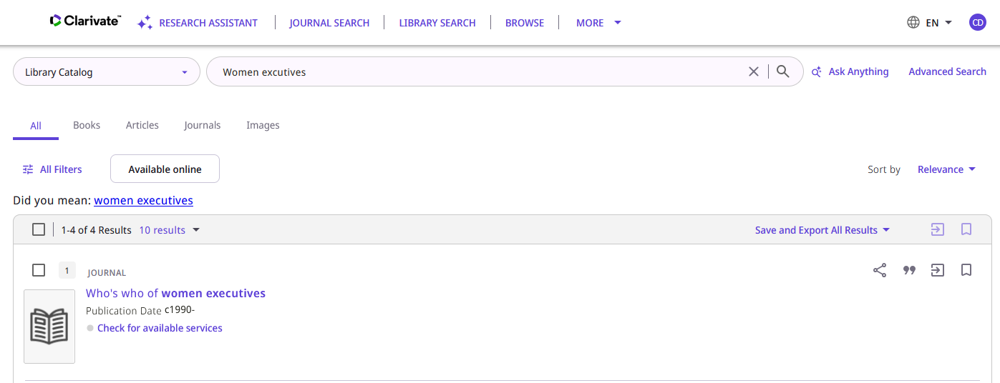 Clarivate™ RESEARCH ASSISTANT JOURNAL SEARCH LIBRARY SEARCH BROWSE MORE EN CD
Library Catalog Women excutives Ask Anything Advanced Search
All Books Articles Journals Images
All Filters Available online Sort by Relevance
Did you mean: women executives
1-4 of 4 Results 10 results Save and Export All Results
1 JOURNAL
Who's who of women executives
Publication Date c1990-
Check for available services